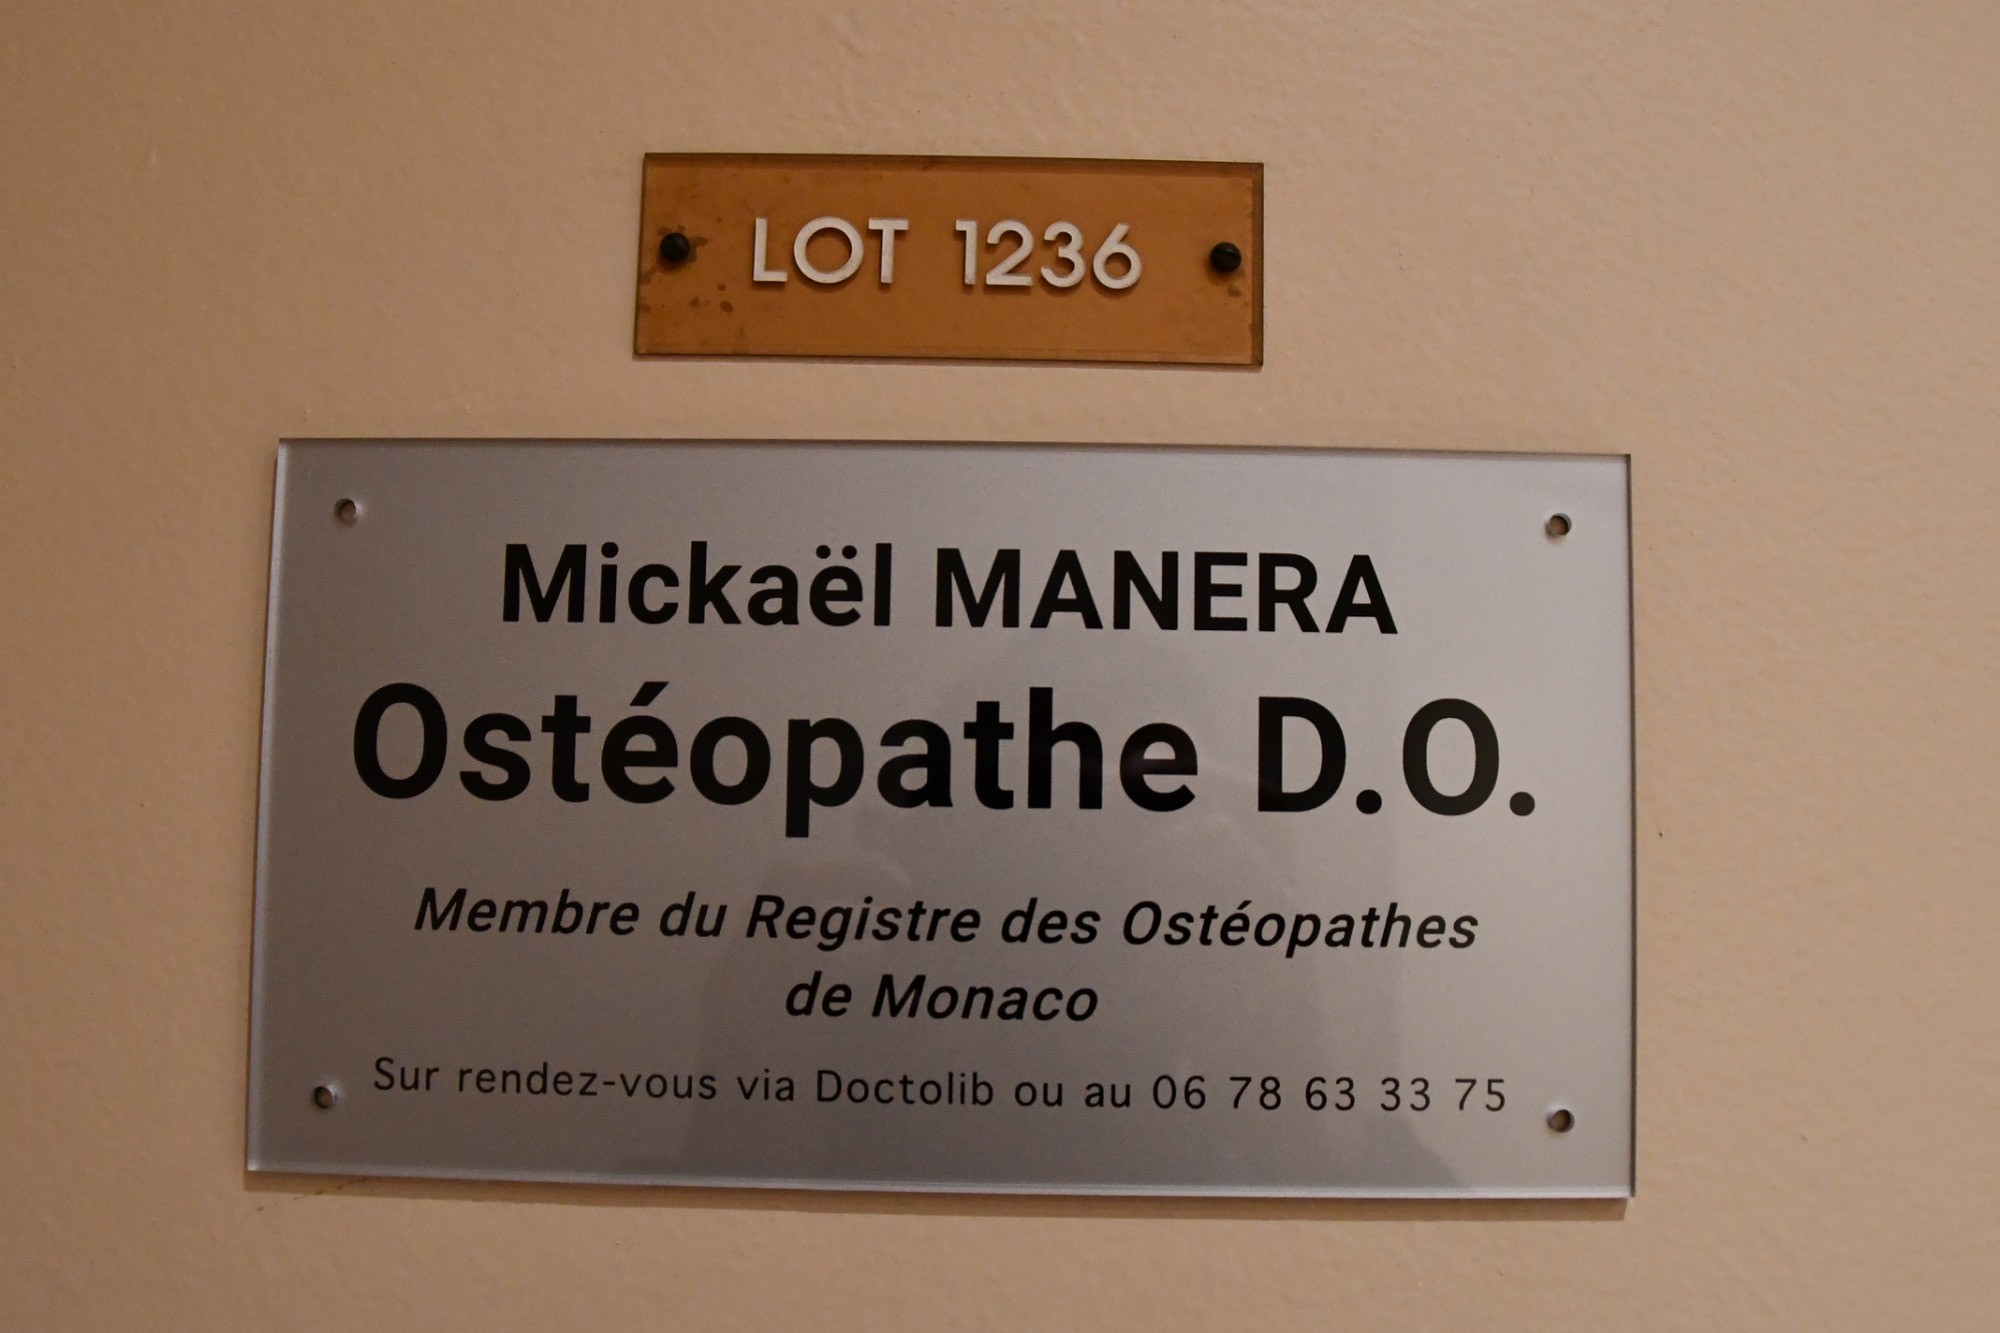 LOT 1236
Mickaël MANERA
Ostéopathe D.O.
Membre du Registre des Ostéopathes
de Monaco
Sur rendez-vous via Doctolib ou au 06 78 63 33 75